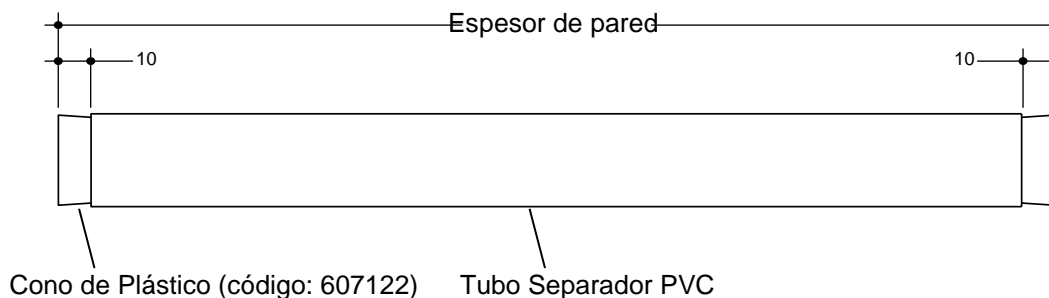 Espesor de pared
10
10
Cono de Plástico (código: 607122)
Tubo Separador PVC